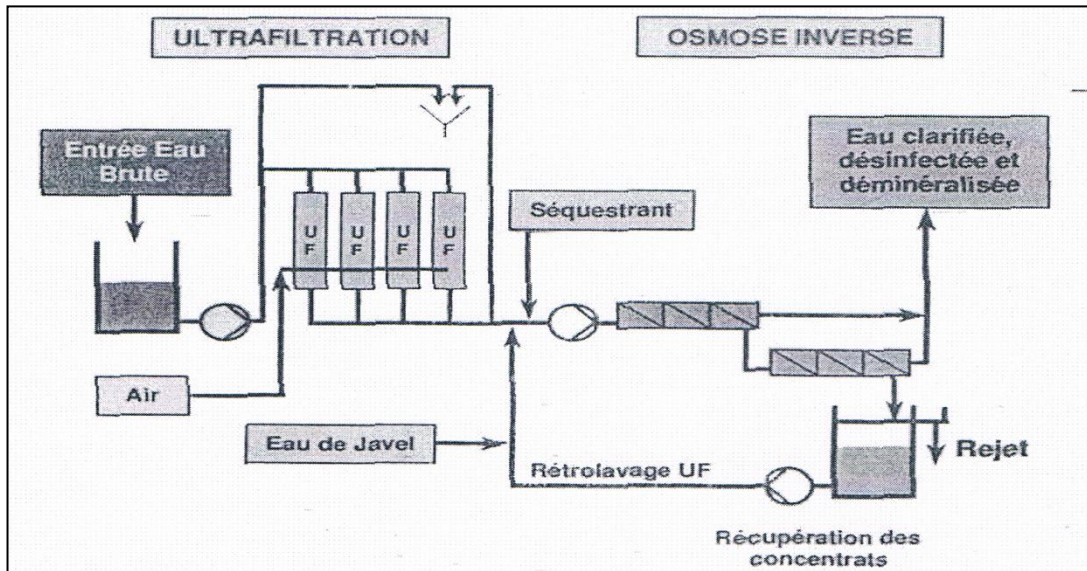 ULTRAFILTRATION
OSMOSE INVERSE
Entrée Eau
Brute
Eau clarifiée,
désinfectée et
déminéralisée
Séquestrant
U
F
U
F
U
F
U
F
Air
Eau de Javel
Rétrolavage UF
Rejet
Récupération des
concentrats